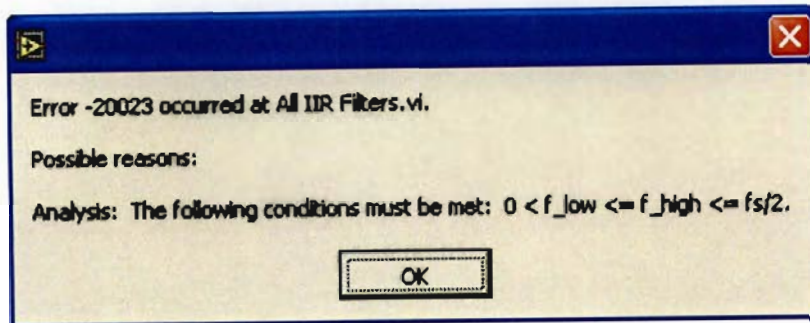 Error -20023 occurred at All IIR Filters.vi.
Possible reasons:
Analysis: The following conditions must be met: 0 < f_low <= f_high <= fs/2.
OK